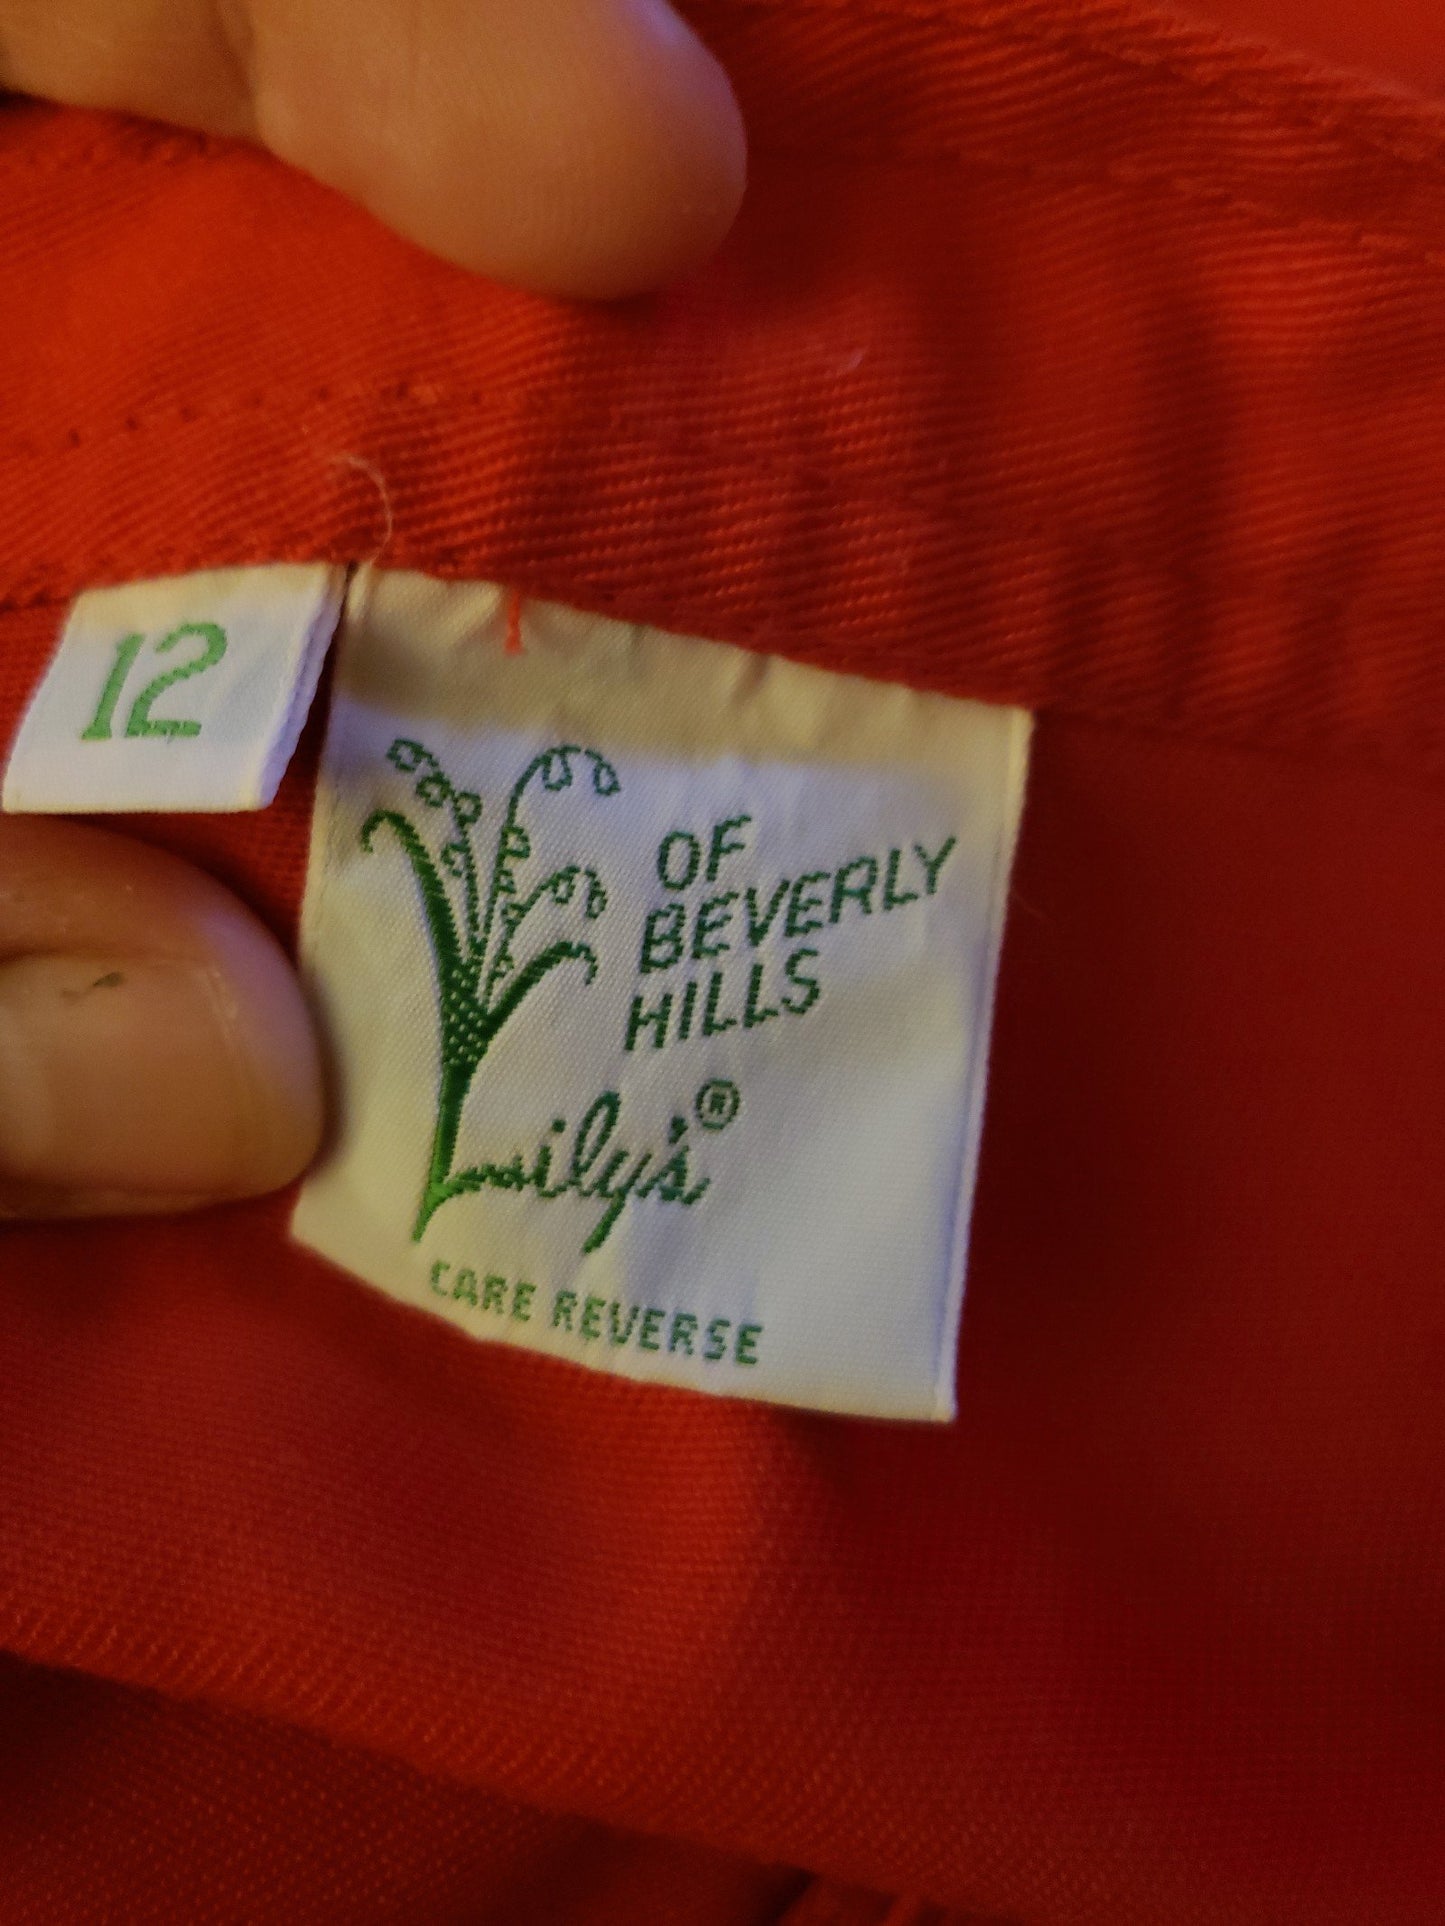 12
OF
BEVERLY
HILLS
Lily's®
CARE REVERSE